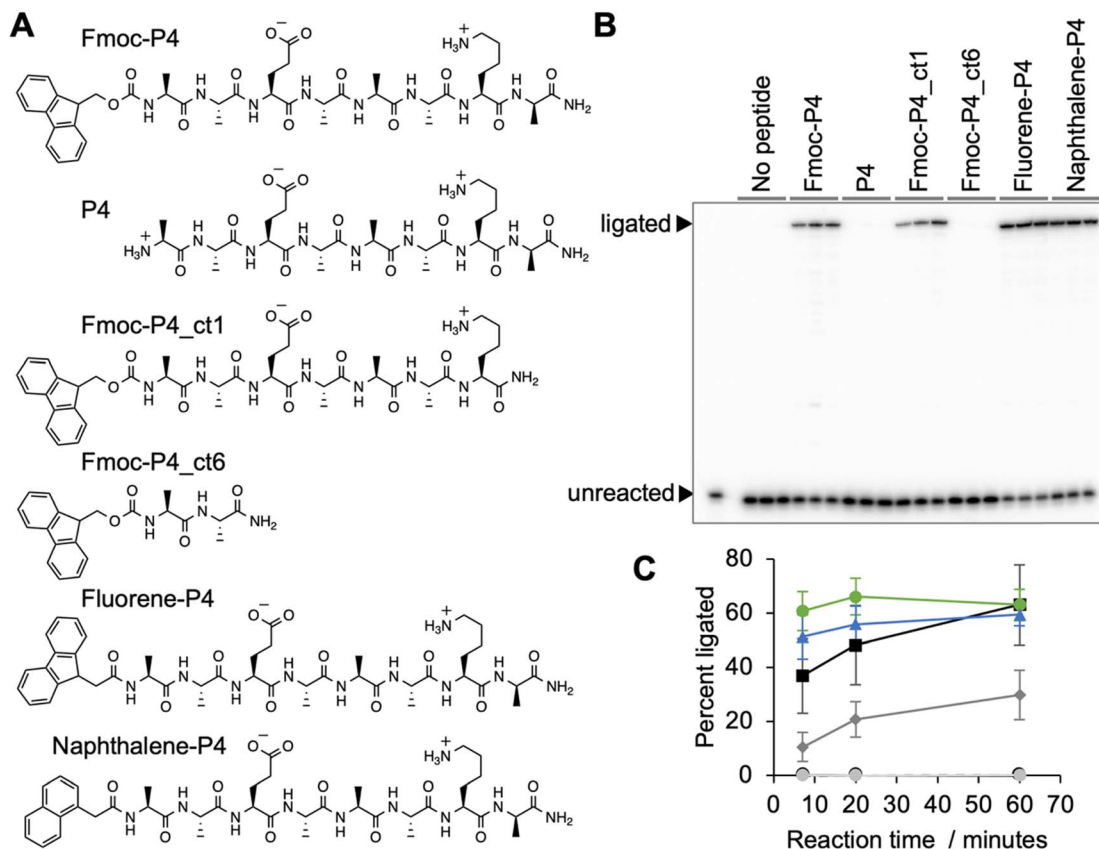 A
Fmoc-P4
P4
Fmoc-P4_ct1
Fmoc-P4_ct6
Fluorene-P4
Naphthalene-P4
B
No peptide
Fmoc-P4
P4
Fmoc-P4_ct1
Fmoc-P4_ct6
Fluorene-P4
Naphthalene-P4
ligated
unreacted
C
Percent ligated
80
60
40
20
0
0 10 20 30 40 50 60 70
Reaction time / minutes